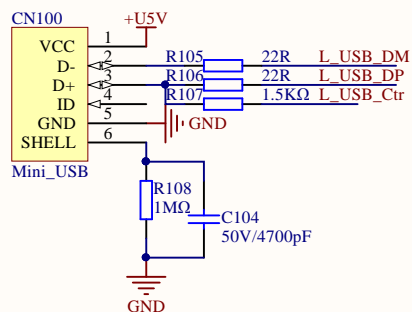 CN100
+U5V
VCC 1
D- 2 R105 22R L_USB_DM
D+ 3 R106 22R L_USB_DP
ID 4 R107 1.5KΩ L_USB_Ctr
GND 5 GND
SHELL 6
Mini_USB
R108
1MΩ
C104
50V/4700pF
GND